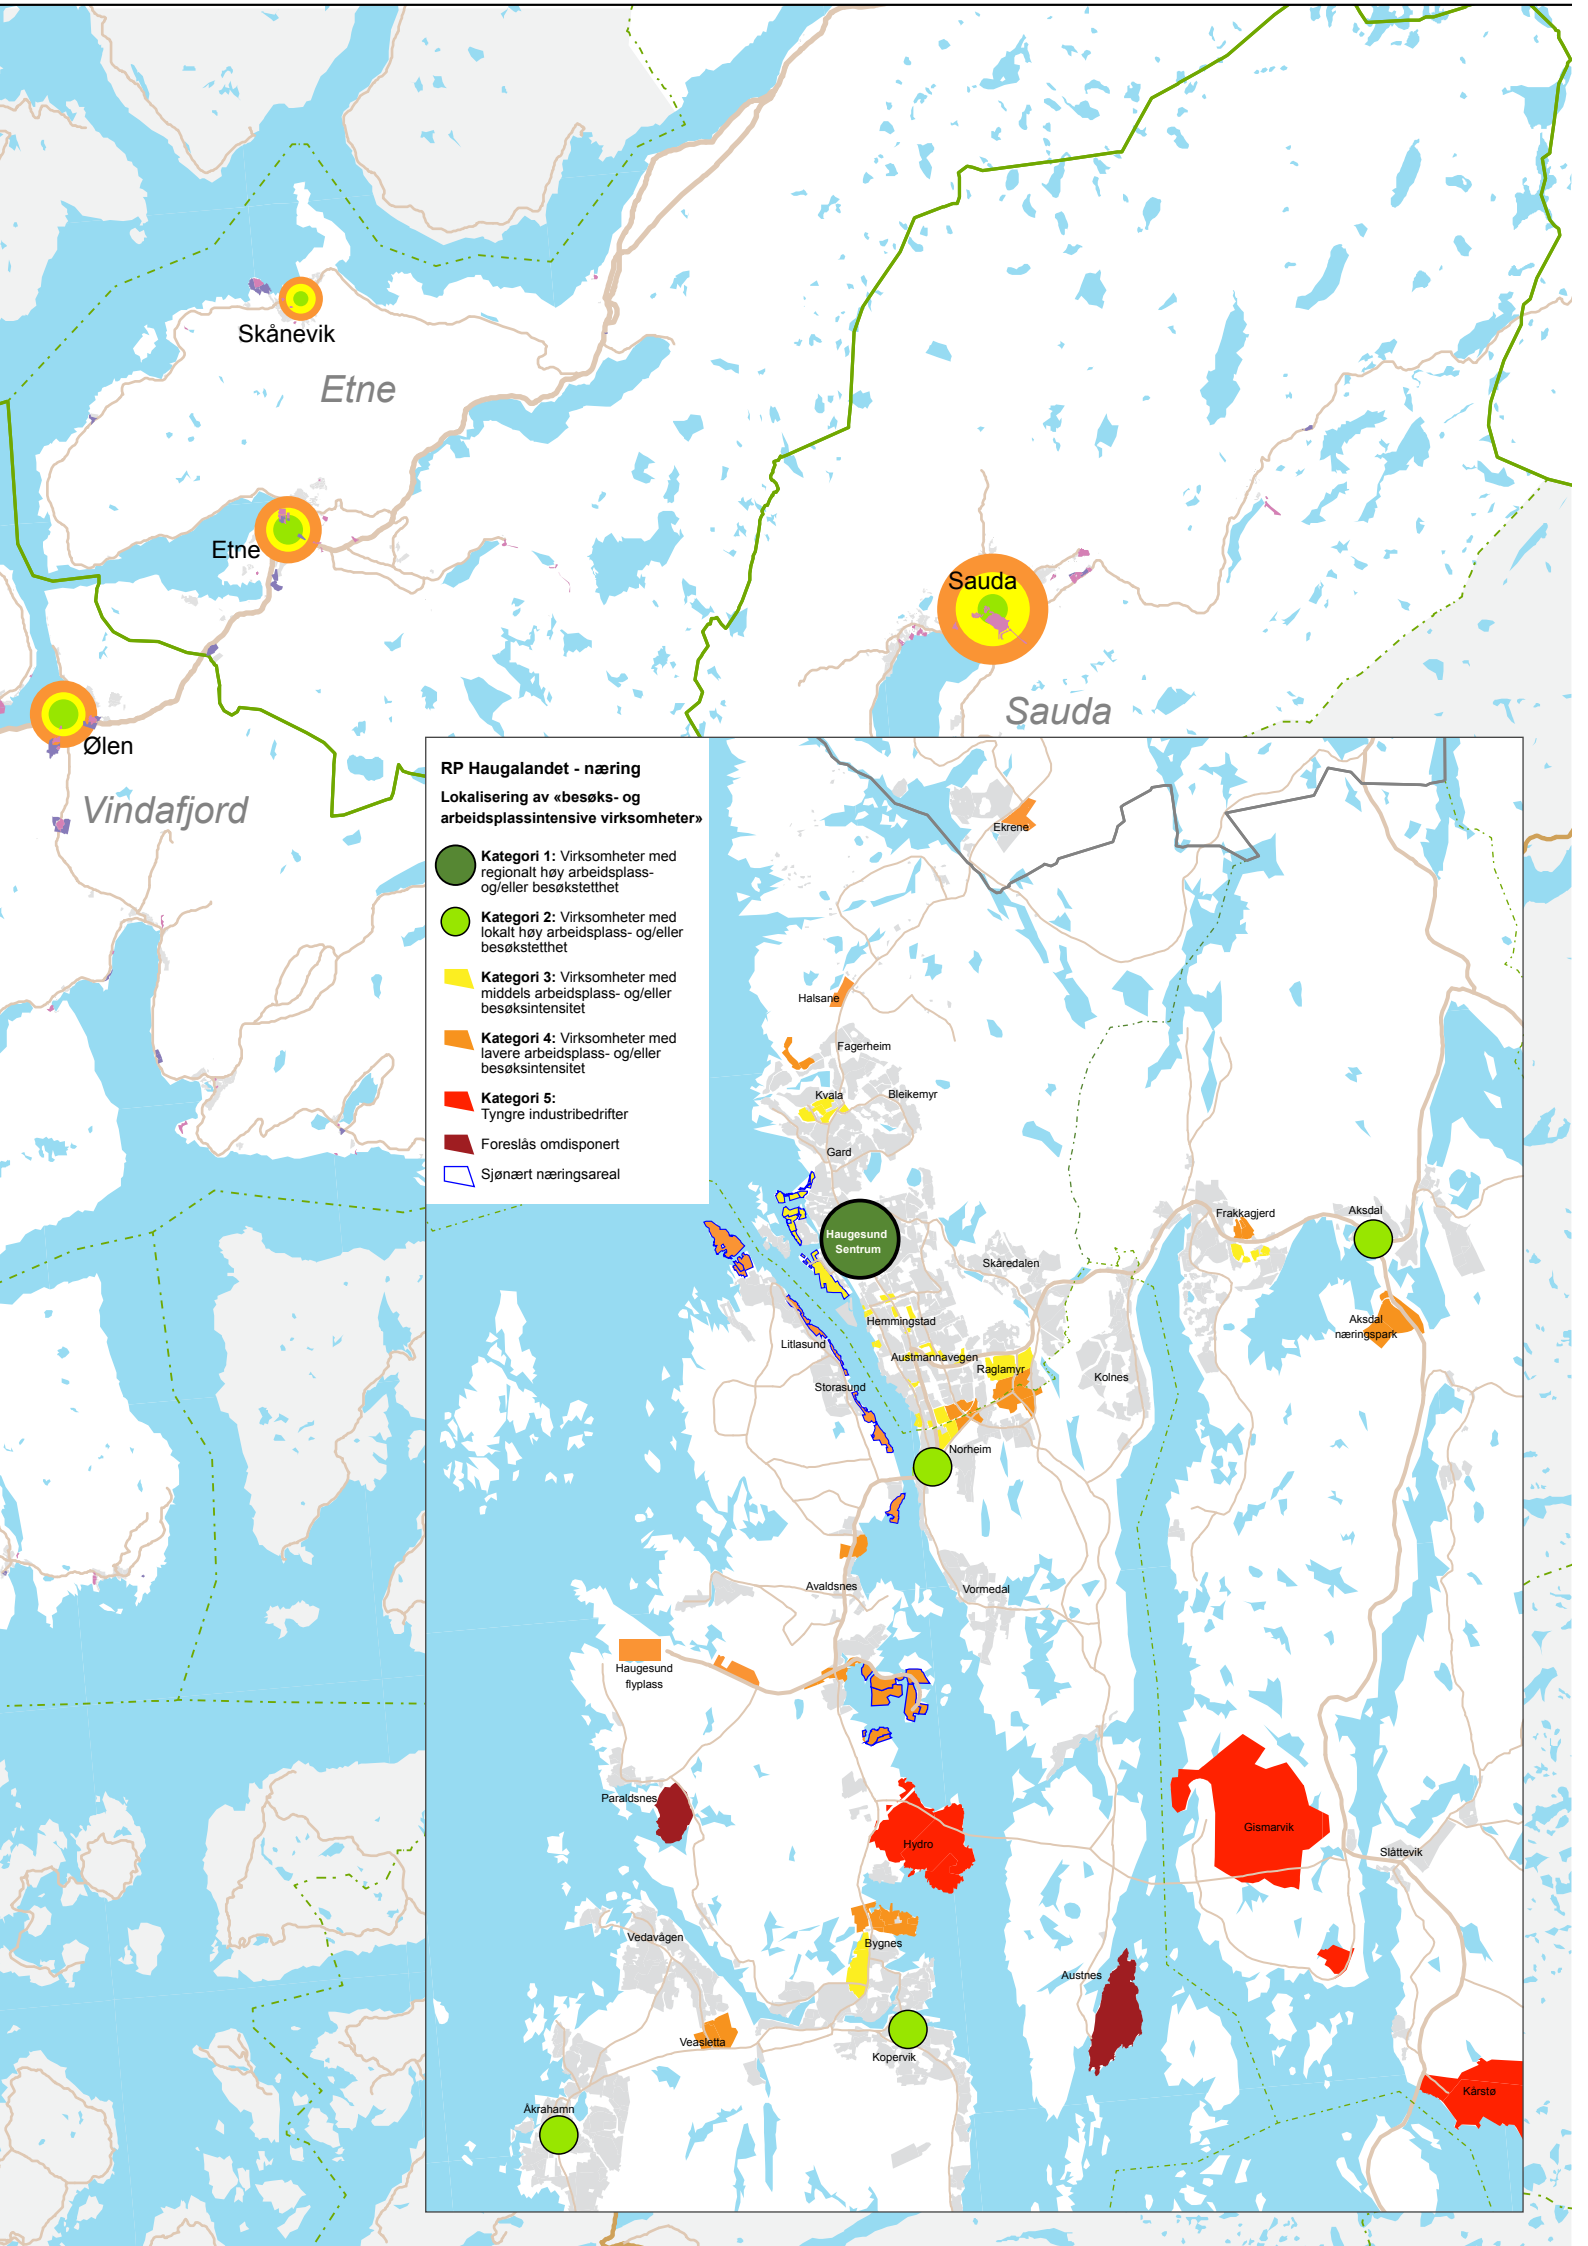 Skånevik
Etne
Etne
Sauda
Sauda
Ølen
Vindafjord
RP Haugalandet - næring
Lokalisering av «besøks- og
arbeidsplassintensive virksomheter»
Kategori 1: Virksomheter med
regionalt høy arbeidsplass-
og/eller besøkstetthet
Kategori 2: Virksomheter med
lokalt høy arbeidsplass- og/eller
besøkstetthet
Kategori 3: Virksomheter med
middels arbeidsplass- og/eller
besøksintensitet
Kategori 4: Virksomheter med
lavere arbeidsplass- og/eller
besøksintensitet
Kategori 5:
Tyngre industribedrifter
Foreslås omdisponert
Sjønært næringsareal
Ekrene
Halsane
Fagerheim
Kvala
Bleikemyr
Gard
Haugesund
Sentrum
Frakkagjerd
Aksdal
Skåredalen
Hemmingstad
Aksdal
næringspark
Litlasund
Austmannavegen
Raglamyr
Storasund
Kolnes
Norheim
Avaldsnes
Vormedal
Haugesund
flyplass
Paraldsnes
Hydro
Gismarvik
Slåttevik
Vedavågen
Bygnes
Austnes
Veasletta
Kopervik
Kårstø
Åkrahamn